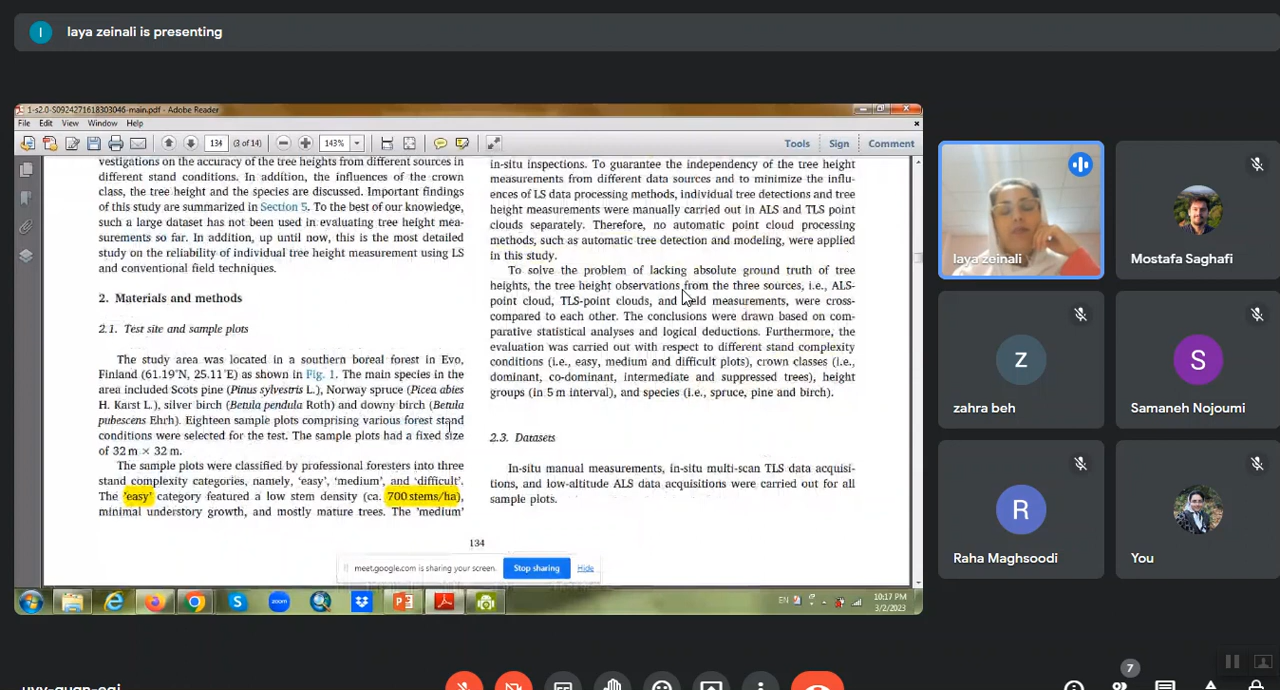 l
laya zeinali is presenting
1-s2.0-S0924271618303046-main.pdf - Adobe Reader
File Edit View Window Help
134 (3 of 14) 143% Tools Sign Comment
vestigations on the accuracy of the tree heights from different sources in
different stand conditions. In addition, the influence of the crown
class, the tree height and the species are discussed. Important findings
of this study are summarized in Section 5. To the best of our knowledge,
such a large dataset has not been used in evaluating tree height mea-
surements so far. In addition, up until now, this is the most detailed
study on the reliability of individual tree height measurement using LS
and conventional field techniques.
2. Materials and methods
2.1. Test site and sample plots
The study area was located in a southern boreal forest in Evo,
Finland (61.19°N, 25.11°E) as shown in Fig. 1. The main species in the
area included Scots pine (Pinus sylvestris L.), Norway spruce (Picea abies
H. Karst L.), silver birch (Betula pendula Roth) and downy birch (Betula
pubescens Ehrh). Eighteen sample plots comprising various forest stand
conditions were selected for the test. The sample plots had a fixed size
of 32 m × 32 m.
The sample plots were classified by professional foresters into three
stand complexity categories, namely, 'easy', 'medium', and 'difficult'.
The 'easy' category featured a low stem density (ca. 700 stems/ha),
minimal understory growth, and mostly mature trees. The 'medium'
in-situ inspections. To guarantee the independency of the tree height
measurements from different data sources and to minimize the influ-
ences of LS data processing methods, individual tree detections and tree
height measurements were manually carried out in ALS and TLS point
clouds separately. Therefore, no automatic point cloud processing
methods, such as automatic tree detection and modeling, were applied
in this study.
To solve the problem of lacking absolute ground truth of tree
heights, the tree height observations from the three sources, i.e., ALS-
point cloud, TLS-point clouds, and field measurements, were cross-
compared to each other. The conclusions were drawn based on com-
parative statistical analyses and logical deductions. Furthermore, the
evaluation was carried out with respect to different stand complexity
conditions (i.e., easy, medium and difficult plots), crown classes (i.e.,
dominant, co-dominant, intermediate and suppressed trees), height
groups (in 5 m interval), and species (i.e., spruce, pine and birch).
2.3. Datasets
In-situ manual measurements, in-situ multi-scan TLS data acquisi-
tions, and low-altitude ALS data acquisitions were carried out for all
sample plots.
134
meet.google.com is sharing your screen. Stop sharing Hide
zoom
EN 10:17 PM
3/2/2023
laya zeinali
Mostafa Saghafi
z
zahra beh
S
Samaneh Nojoumi
R
Raha Maghsoodi
You
7